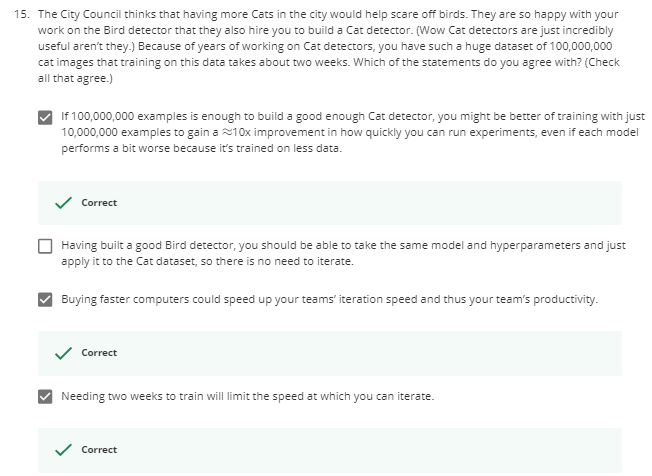 15. The City Council thinks that having more Cats in the city would help scare off birds. They are so happy with your
work on the Bird detector that they also hire you to build a Cat detector. (Wow Cat detectors are just incredibly
useful aren't they.) Because of years of working on Cat detectors, you have such a huge dataset of 100,000,000
cat images that training on this data takes about two weeks. Which of the statements do you agree with? (Check
all that agree.)
If 100,000,000 examples is enough to build a good enough Cat detector, you might be better of training with just
10,000,000 examples to gain a ≈10x improvement in how quickly you can run experiments, even if each model
performs a bit worse because it's trained on less data.
Correct
Having built a good Bird detector, you should be able to take the same model and hyperparameters and just
apply it to the Cat dataset, so there is no need to iterate.
Buying faster computers could speed up your teams' iteration speed and thus your team's productivity.
Correct
Needing two weeks to train will limit the speed at which you can iterate.
Correct